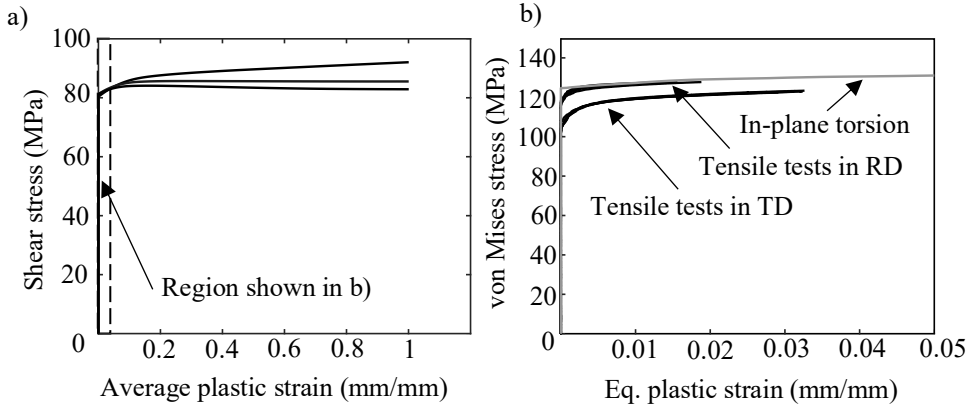 a)
Shear stress (MPa)
100
80
60
40
20
0
0.2 0.4 0.6 0.8 1
Region shown in b)
Average plastic strain (mm/mm)
b)
von Mises stress (MPa)
140
120
100
80
60
40
20
0
0.01 0.02 0.03 0.04 0.05
In-plane torsion
Tensile tests in RD
Tensile tests in TD
Eq. plastic strain (mm/mm)